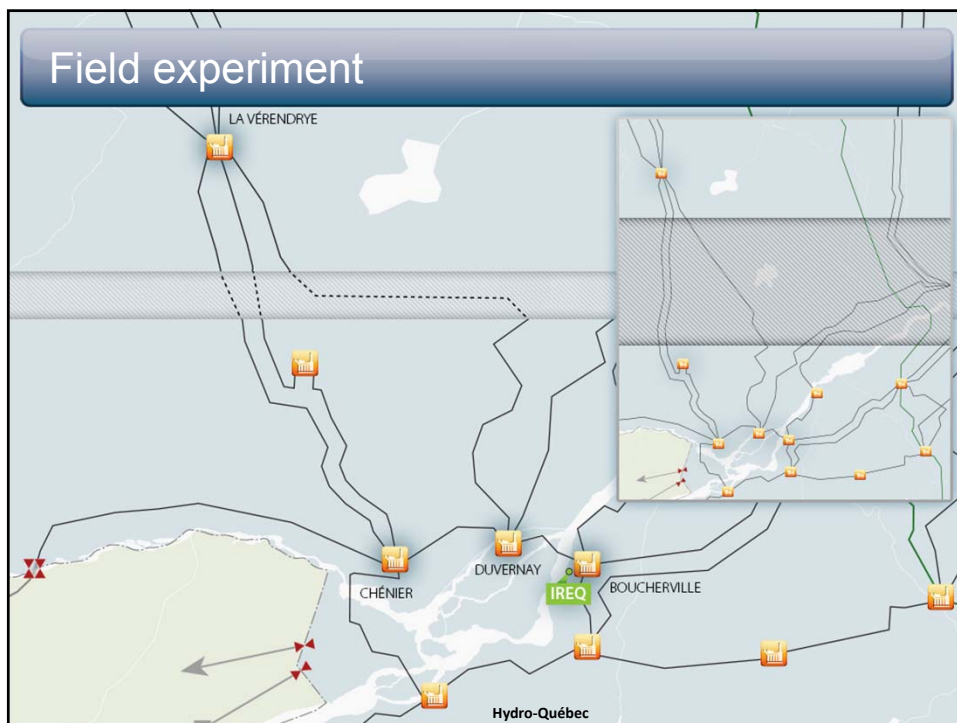 Field experiment
LA VÉRENDRYE
DUVERNAY
CHÉNIER
IREQ
BOUCHERVILLE
Hydro-Québec